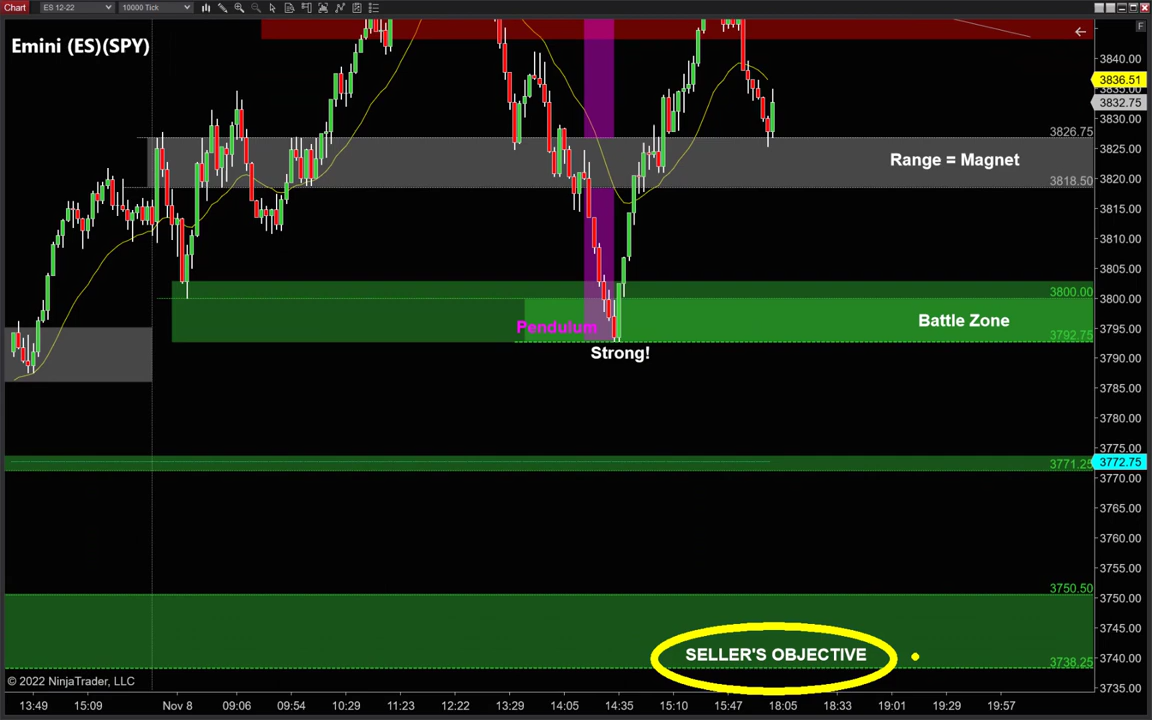 Chart
ES 12-22
10000 Tick
F
Emini (ES)(SPY)
3840.00
3836.51
3835.00
3832.75
3830.00
3826.75
3825.00
Range = Magnet
3818.50
3820.00
3815.00
3810.00
3805.00
3800.00
3800.00
Pendulum
Battle Zone
3795.00
3792.75
Strong!
3790.00
3785.00
3780.00
3775.00
3771.25
3772.75
3770.00
3765.00
3760.00
3755.00
3750.50
3750.00
3745.00
SELLER'S OBJECTIVE
3738.25
3740.00
3735.00
© 2022 NinjaTrader, LLC
13:49 15:09 Nov 8 09:06 09:54 10:35 11:23 12:22 13:29 14:05 14:35 15:10 15:47 18:05 18:33 19:01 19:29 19:57